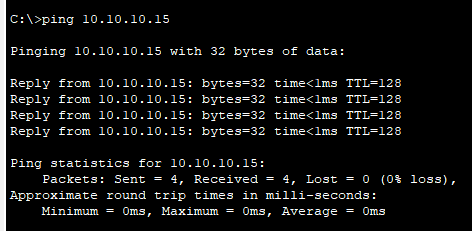 C:\>ping 10.10.10.15
Pinging 10.10.10.15 with 32 bytes of data:
Reply from 10.10.10.15: bytes=32 time<1ms TTL=128
Reply from 10.10.10.15: bytes=32 time<1ms TTL=128
Reply from 10.10.10.15: bytes=32 time<1ms TTL=128
Reply from 10.10.10.15: bytes=32 time<1ms TTL=128
Ping statistics for 10.10.10.15:
Packets: Sent = 4, Received = 4, Lost = 0 (0% loss),
Approximate round trip times in milli-seconds:
Minimum = 0ms, Maximum = 0ms, Average = 0ms